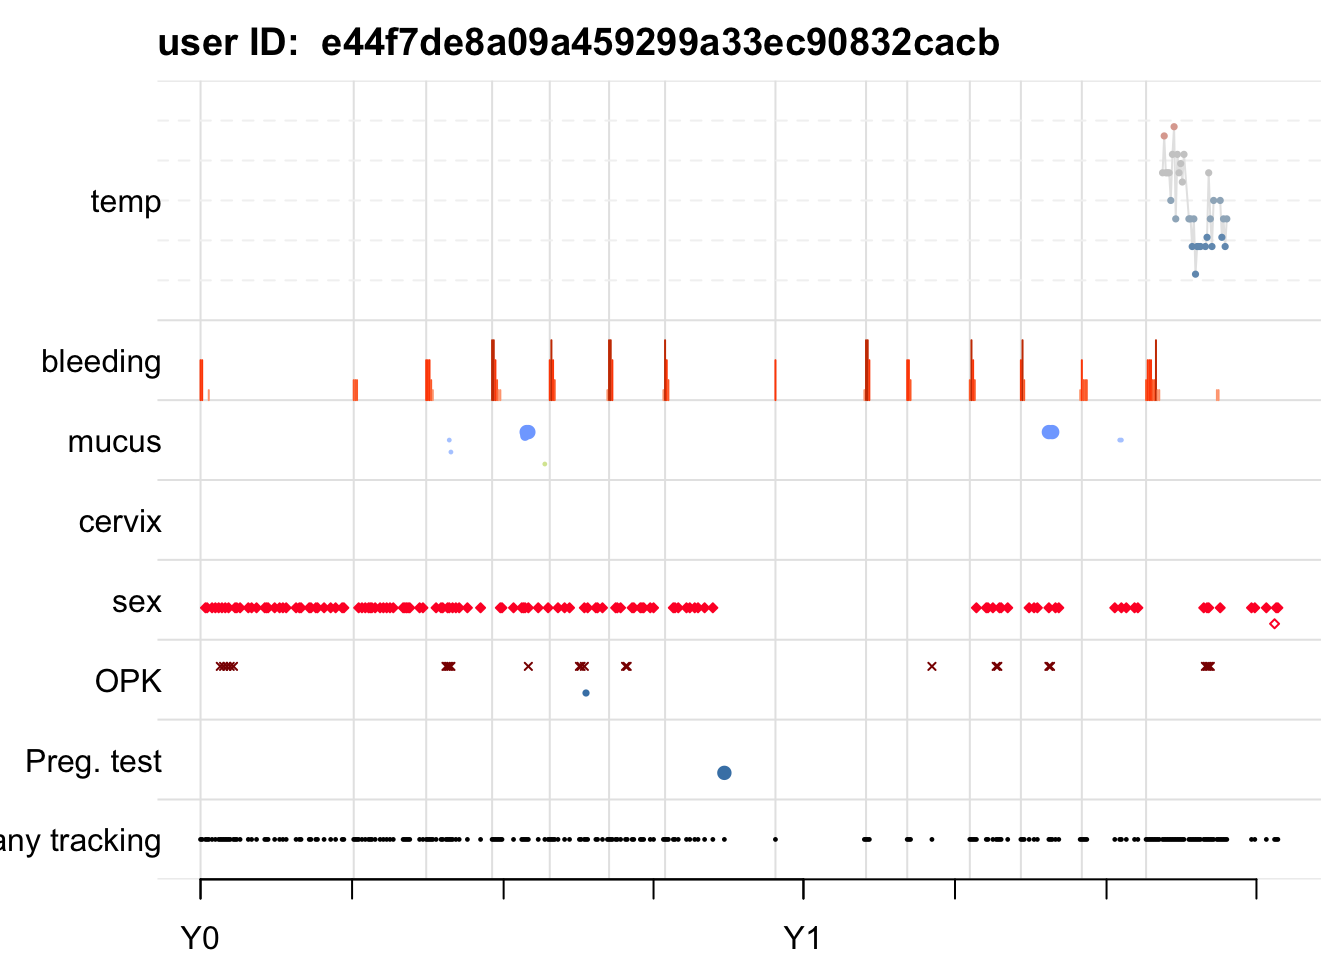 user ID:  e44f7de8a09a459299a33ec90832cacb
temp
bleeding
mucus
cervix
sex
OPK
Preg. test
any tracking
Y0
Y1